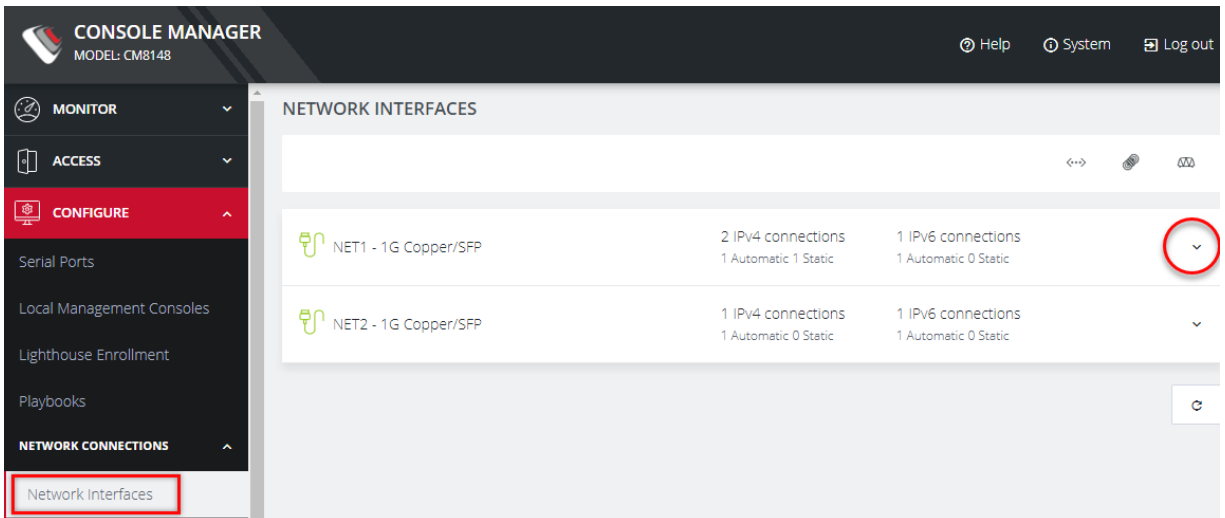 CONSOLE MANAGER
MODEL: CM8148
Help System Log out
MONITOR
ACCESS
CONFIGURE
Serial Ports
Local Management Consoles
Lighthouse Enrollment
Playbooks
NETWORK CONNECTIONS
Network Interfaces
NETWORK INTERFACES
NET1 - 1G Copper/SFP
2 IPv4 connections
1 Automatic 1 Static
1 IPv6 connections
1 Automatic 0 Static
NET2 - 1G Copper/SFP
1 IPv4 connections
1 Automatic 0 Static
1 IPv6 connections
1 Automatic 0 Static